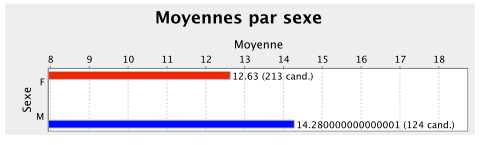 Moyennes par sexe
Moyenne
8 9 10 11 12 13 14 15 16 17 18
Sexe
F
12.63 (213 cand.)
M
14.280000000000001 (124 cand.)